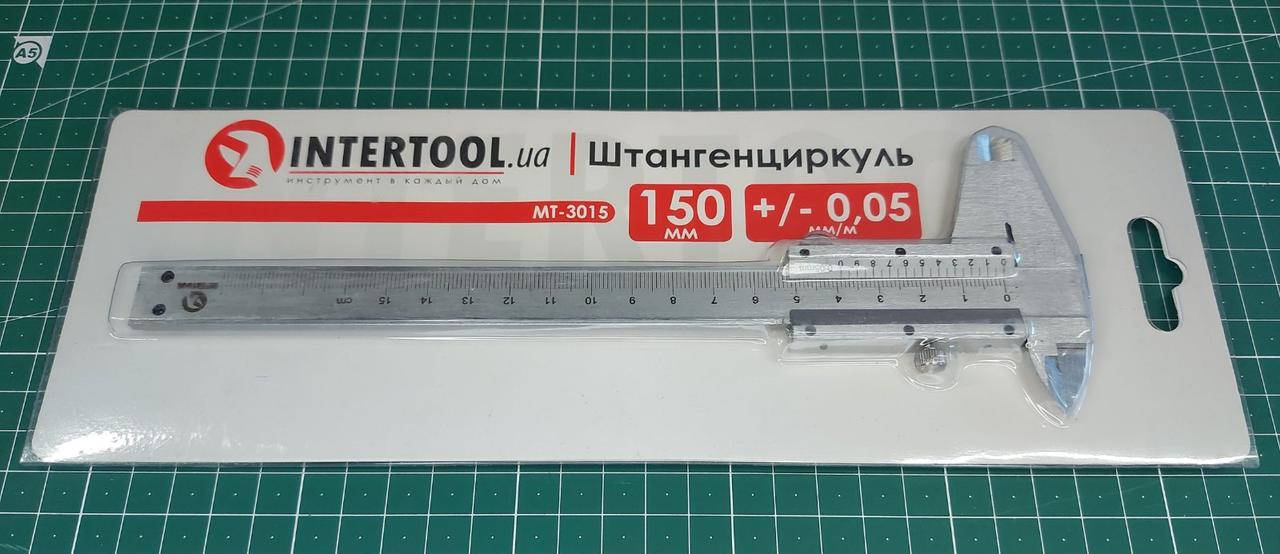 A5
INTERTOOL.ua | Штангенциркуль
инструмент в каждый дом
МТ-3015
150
мм
+/- 0,05
мм/м
0 1 2 3 4 5 6 7 8 9 0
cm 15 14 13 12 11 10 9 8 7 6 5 4 3 2 1 0